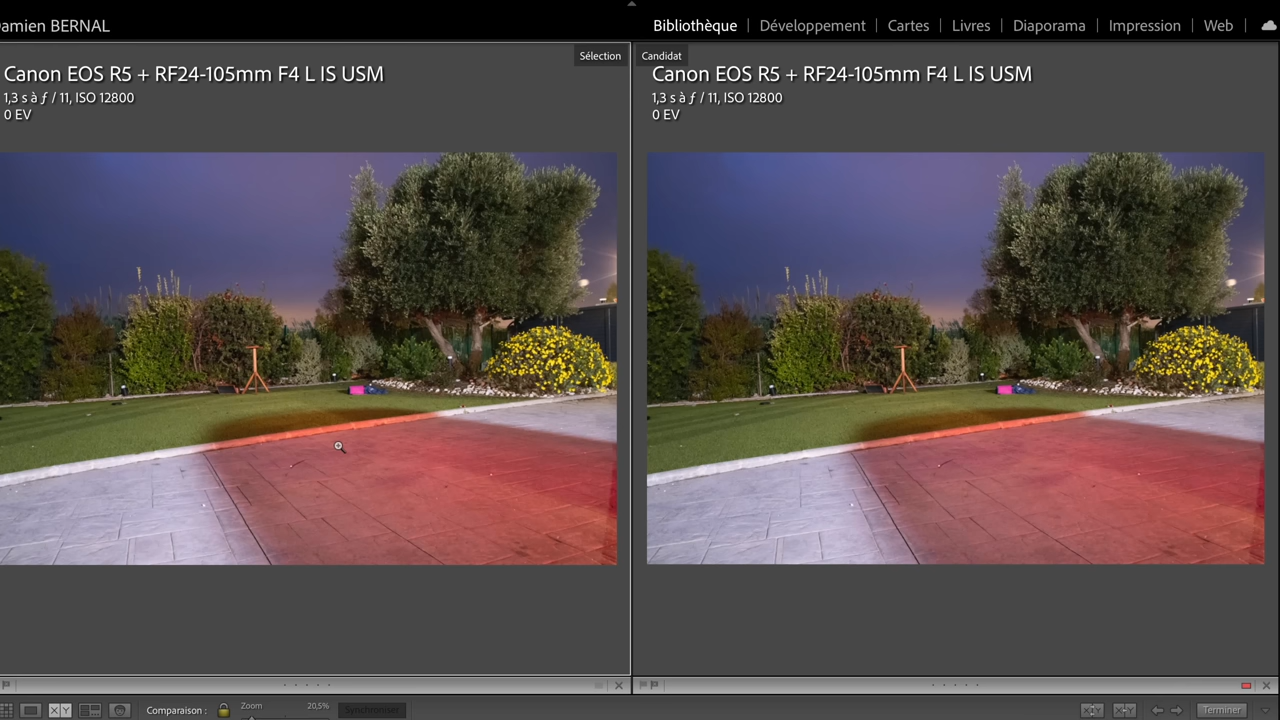 amien BERNAL
Bibliothèque | Développement | Cartes | Livres | Diaporama | Impression | Web
Sélection
Canon EOS R5 + RF24-105mm F4 L IS USM
1,3 s à ƒ / 11, ISO 12800
0 EV
Candidat
Canon EOS R5 + RF24-105mm F4 L IS USM
1,3 s à ƒ / 11, ISO 12800
0 EV
Comparaison : Zoom 20,5% Synchroniser
Terminer